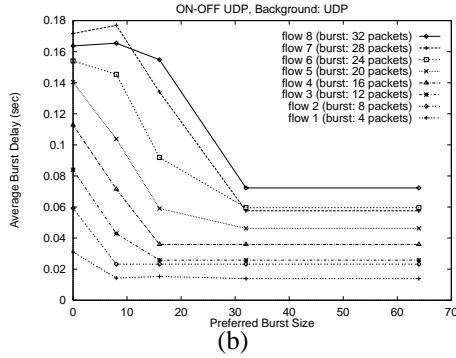 ON-OFF UDP, Background: UDP
0.18
0.16
0.14
0.12
0.1
0.08
0.06
0.04
0.02
0
Average Burst Delay (sec)
flow 8 (burst: 32 packets)
flow 7 (burst: 28 packets)
flow 6 (burst: 24 packets)
flow 5 (burst: 20 packets)
flow 4 (burst: 16 packets)
flow 3 (burst: 12 packets)
flow 2 (burst: 8 packets)
flow 1 (burst: 4 packets)
0 10 20 30 40 50 60 70
Preferred Burst Size
(b)